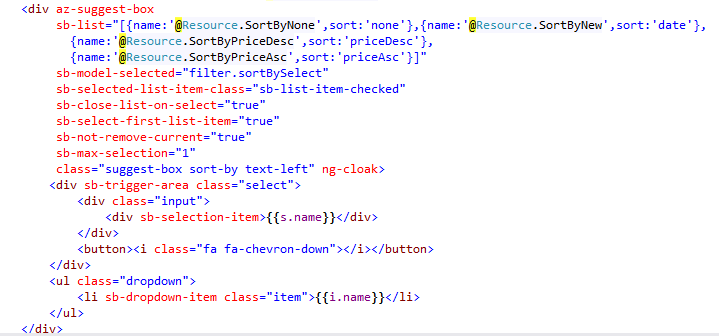 <div az-suggest-box
sb-list="[{name:'@Resource.SortByNone',sort:'none'},{name:'@Resource.SortByNew',sort:'date'},
{name:'@Resource.SortByPriceDesc',sort:'priceDesc'},
{name:'@Resource.SortByPriceAsc',sort:'priceAsc'}]"
sb-model-selected="filter.sortBySelect"
sb-selected-list-item-class="sb-list-item-checked"
sb-close-list-on-select="true"
sb-select-first-list-item="true"
sb-not-remove-current="true"
sb-max-selection="1"
class="suggest-box sort-by text-left" ng-cloak>
<div sb-trigger-area class="select">
<div class="input">
<div sb-selection-item>{{s.name}}</div>
</div>
<button><i class="fa fa-chevron-down"></i></button>
</div>
<ul class="dropdown">
<li sb-dropdown-item class="item">{{i.name}}</li>
</ul>
</div>